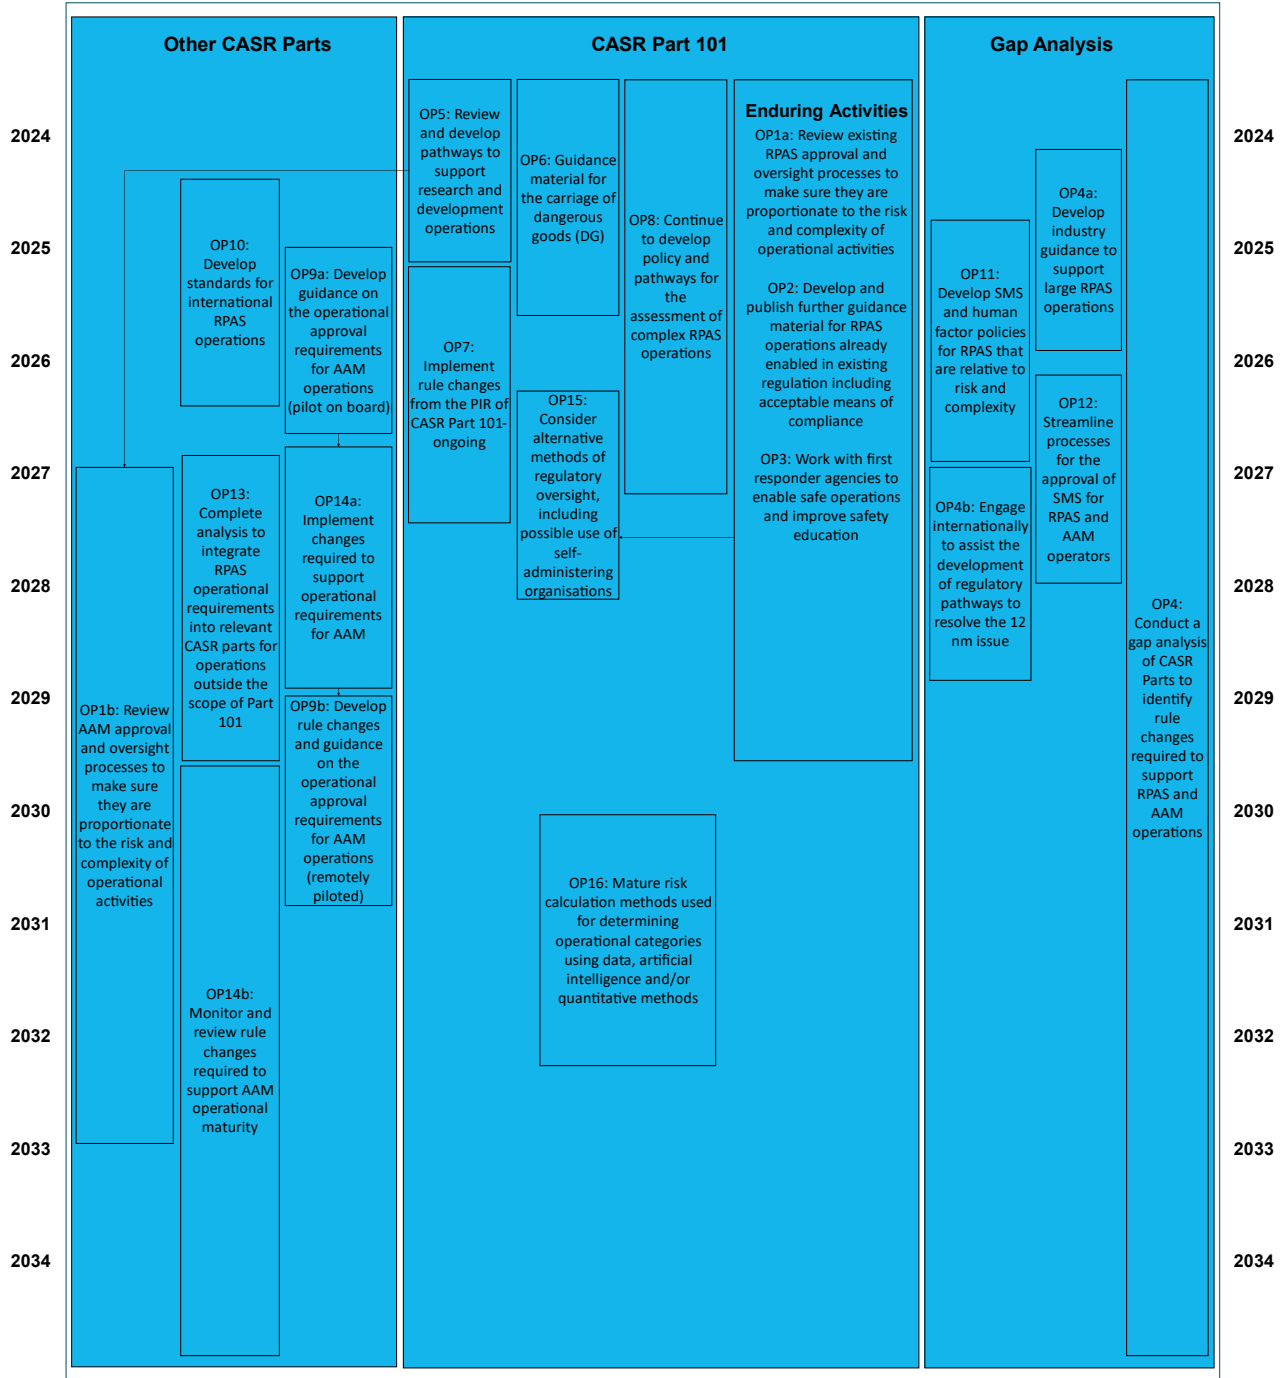 Other CASR Parts
CASR Part 101
Gap Analysis
2024
2025
2026
2027
2028
2029
2030
2031
2032
2033
2034
OP10:
Develop
standards for
international
RPAS
operations
OP9a: Develop
guidance on
the operational
approval
requirements
for AAM
operations
(pilot on board)
OP13:
Complete
analysis to
integrate
RPAS
operational
requirements
into relevant
CASR parts for
operations
outside the
scope of Part
101
OP14a:
Implement
changes
required to
support
operational
requirements
for AAM
OP1b: Review
AAM approval
and oversight
processes to
make sure
they are
proportionate
to the risk and
complexity of
operational
activities
OP9b: Develop
rule changes
and guidance
on the
operational
approval
requirements
for AAM
operations
(remotely
piloted)
OP14b:
Monitor and
review rule
changes
required to
support AAM
operational
maturity
OP5: Review
and develop
pathways to
support
research and
development
operations
OP6: Guidance
material for
the carriage of
dangerous
goods (DG)
OP8: Continue
to develop
policy and
pathways for
the
assessment of
complex RPAS
operations
OP7:
Implement
rule changes
from the PIR of
CASR Part 101-
ongoing
OP15:
Consider
alternative
methods of
regulatory
oversight,
including
possible use of
self-
administering
organisations
Enduring Activities
OP1a: Review existing
RPAS approval and
oversight processes to
make sure they are
proportionate to the risk
and complexity of
operational activities
OP2: Develop and
publish further guidance
material for RPAS
operations already
enabled in existing
regulation including
acceptable means of
compliance
OP3: Work with first
responder agencies to
enable safe operations
and improve safety
education
OP16: Mature risk
calculation methods used
for determining
operational categories
using data, artificial
intelligence and/or
quantitative methods
OP11:
Develop SMS
and human
factor policies
for RPAS that
are relative to
risk and
complexity
OP4a:
Develop
industry
guidance to
support
large RPAS
operations
OP12:
Streamline
processes
for the
approval of
SMS for
RPAS and
AAM
operators
OP4b: Engage
internationally
to assist the
development
of regulatory
pathways to
resolve the 12
nm issue
OP4:
Conduct a
gap analysis
of CASR
Parts to
identify
rule
changes
required to
support
RPAS and
AAM
operations
2024
2025
2026
2027
2028
2029
2030
2031
2032
2033
2034